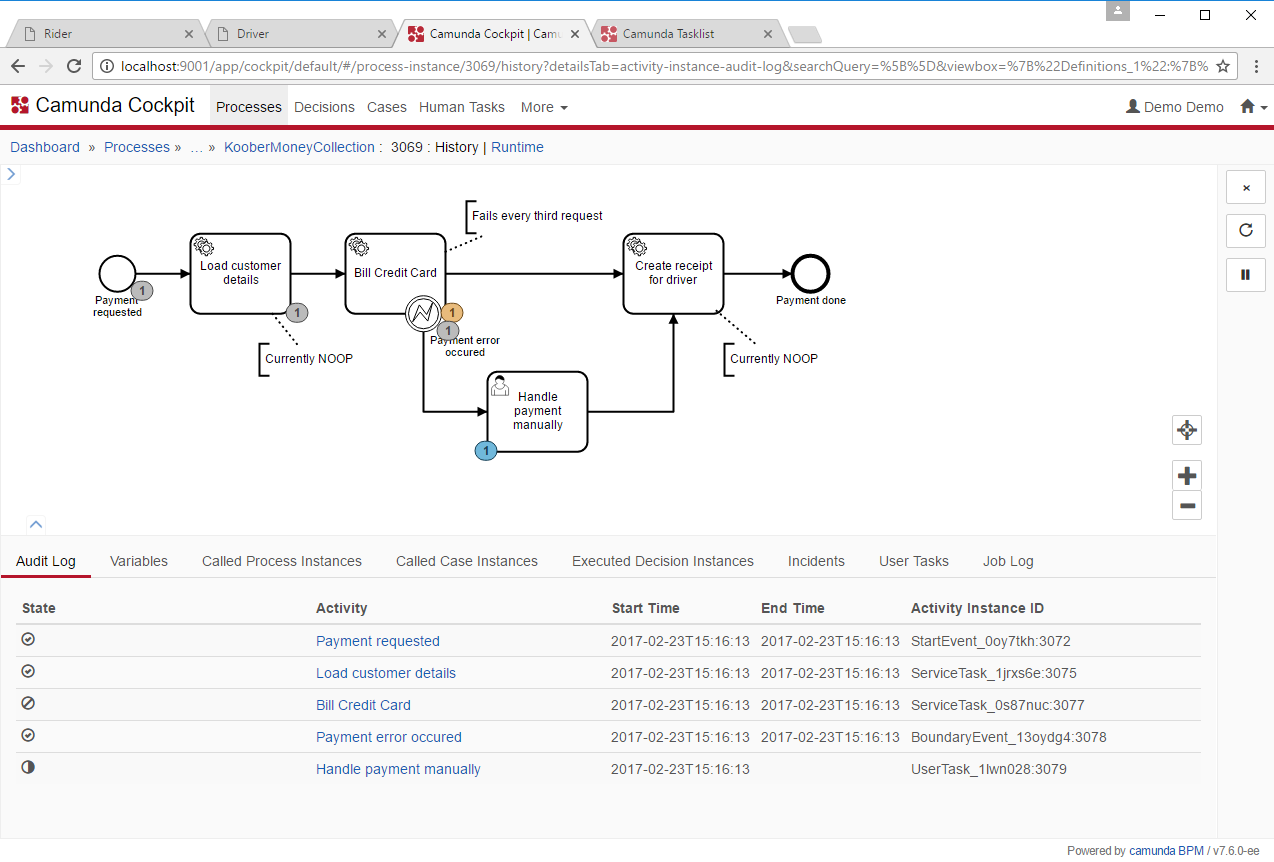 Rider
Driver
Camunda Cockpit | Camu
Camunda Tasklist
localhost:9001/app/cockpit/default/#/process-instance/3069/history?detailsTab=activity-instance-audit-log&searchQuery=%5B%5D&viewbox=%7B%22Definitions_1%22:%7B%
Camunda Cockpit Processes Decisions Cases Human Tasks More Demo Demo
Dashboard » Processes » ... » KooberMoneyCollection : 3069 : History | Runtime
Fails every third request
Load customer
details
Bill Credit Card
Create receipt
for driver
Payment
requested
1
1
1
1
Payment done
Payment error
occured
Currently NOOP
Currently NOOP
Handle
payment
manually
1
Audit Log Variables Called Process Instances Called Case Instances Executed Decision Instances Incidents User Tasks Job Log
State Activity Start Time End Time Activity Instance ID
Payment requested 2017-02-23T15:16:13 2017-02-23T15:16:13 StartEvent_0oy7tkh:3072
Load customer details 2017-02-23T15:16:13 2017-02-23T15:16:13 ServiceTask_1jrxs6e:3075
Bill Credit Card 2017-02-23T15:16:13 2017-02-23T15:16:13 ServiceTask_0s87nuc:3077
Payment error occured 2017-02-23T15:16:13 2017-02-23T15:16:13 BoundaryEvent_13oydg4:3078
Handle payment manually 2017-02-23T15:16:13 UserTask_1lwn028:3079
Powered by camunda BPM / v7.6.0-ee